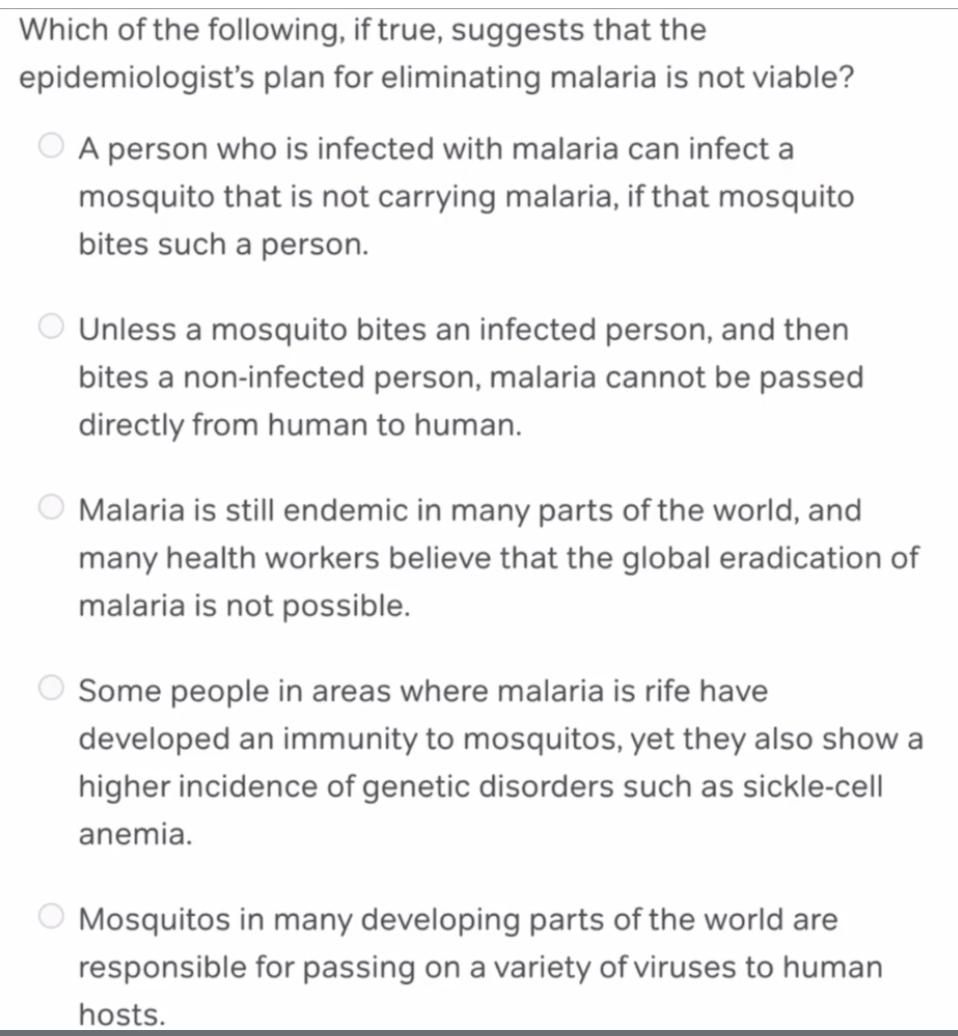 Which of the following, if true, suggests that the
epidemiologist's plan for eliminating malaria is not viable?
A person who is infected with malaria can infect a
mosquito that is not carrying malaria, if that mosquito
bites such a person.
Unless a mosquito bites an infected person, and then
bites a non-infected person, malaria cannot be passed
directly from human to human.
Malaria is still endemic in many parts of the world, and
many health workers believe that the global eradication of
malaria is not possible.
Some people in areas where malaria is rife have
developed an immunity to mosquitos, yet they also show a
higher incidence of genetic disorders such as sickle-cell
anemia.
Mosquitos in many developing parts of the world are
responsible for passing on a variety of viruses to human
hosts.